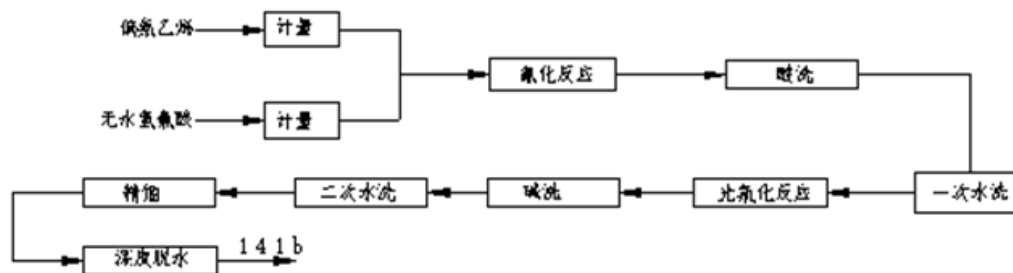 偏氯乙烯
计量
氟化反应
酸洗
无水氢氟酸
计量
一次水洗
光氯化反应
碱洗
二次水洗
精馏
深度脱水
141b